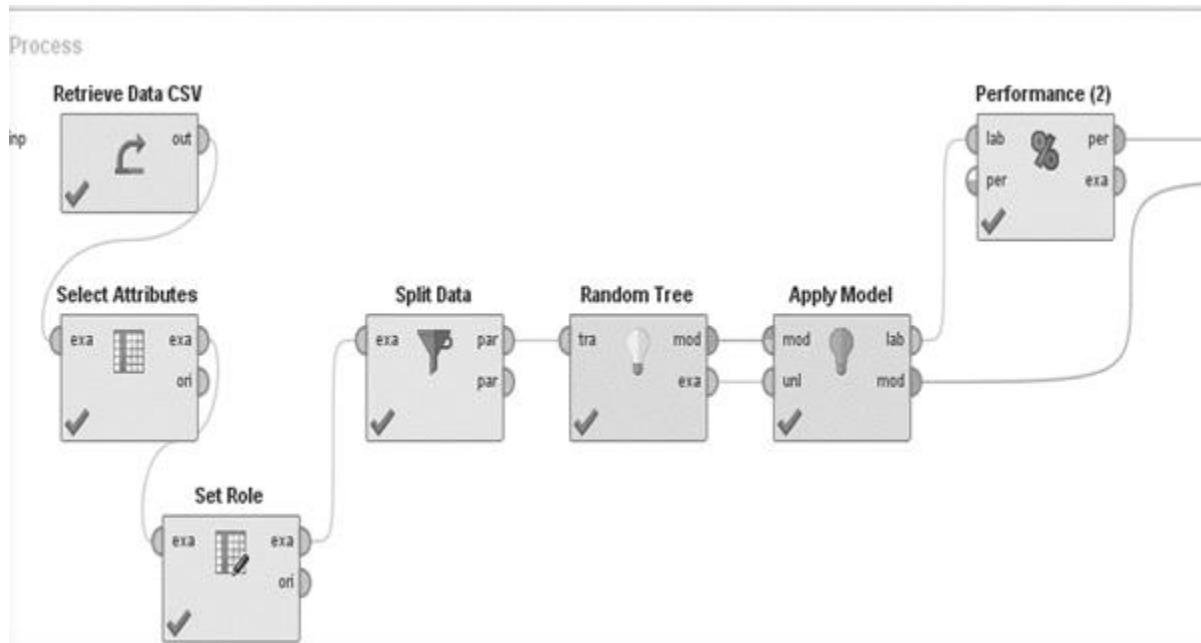 Process
Retrieve Data CSV
inp
out
Performance (2)
lab
per
per
exa
Select Attributes
exa
exa
ori
Split Data
exa
par
par
Random Tree
tra
mod
exa
Apply Model
mod
lab
unl
mod
Set Role
exa
exa
ori